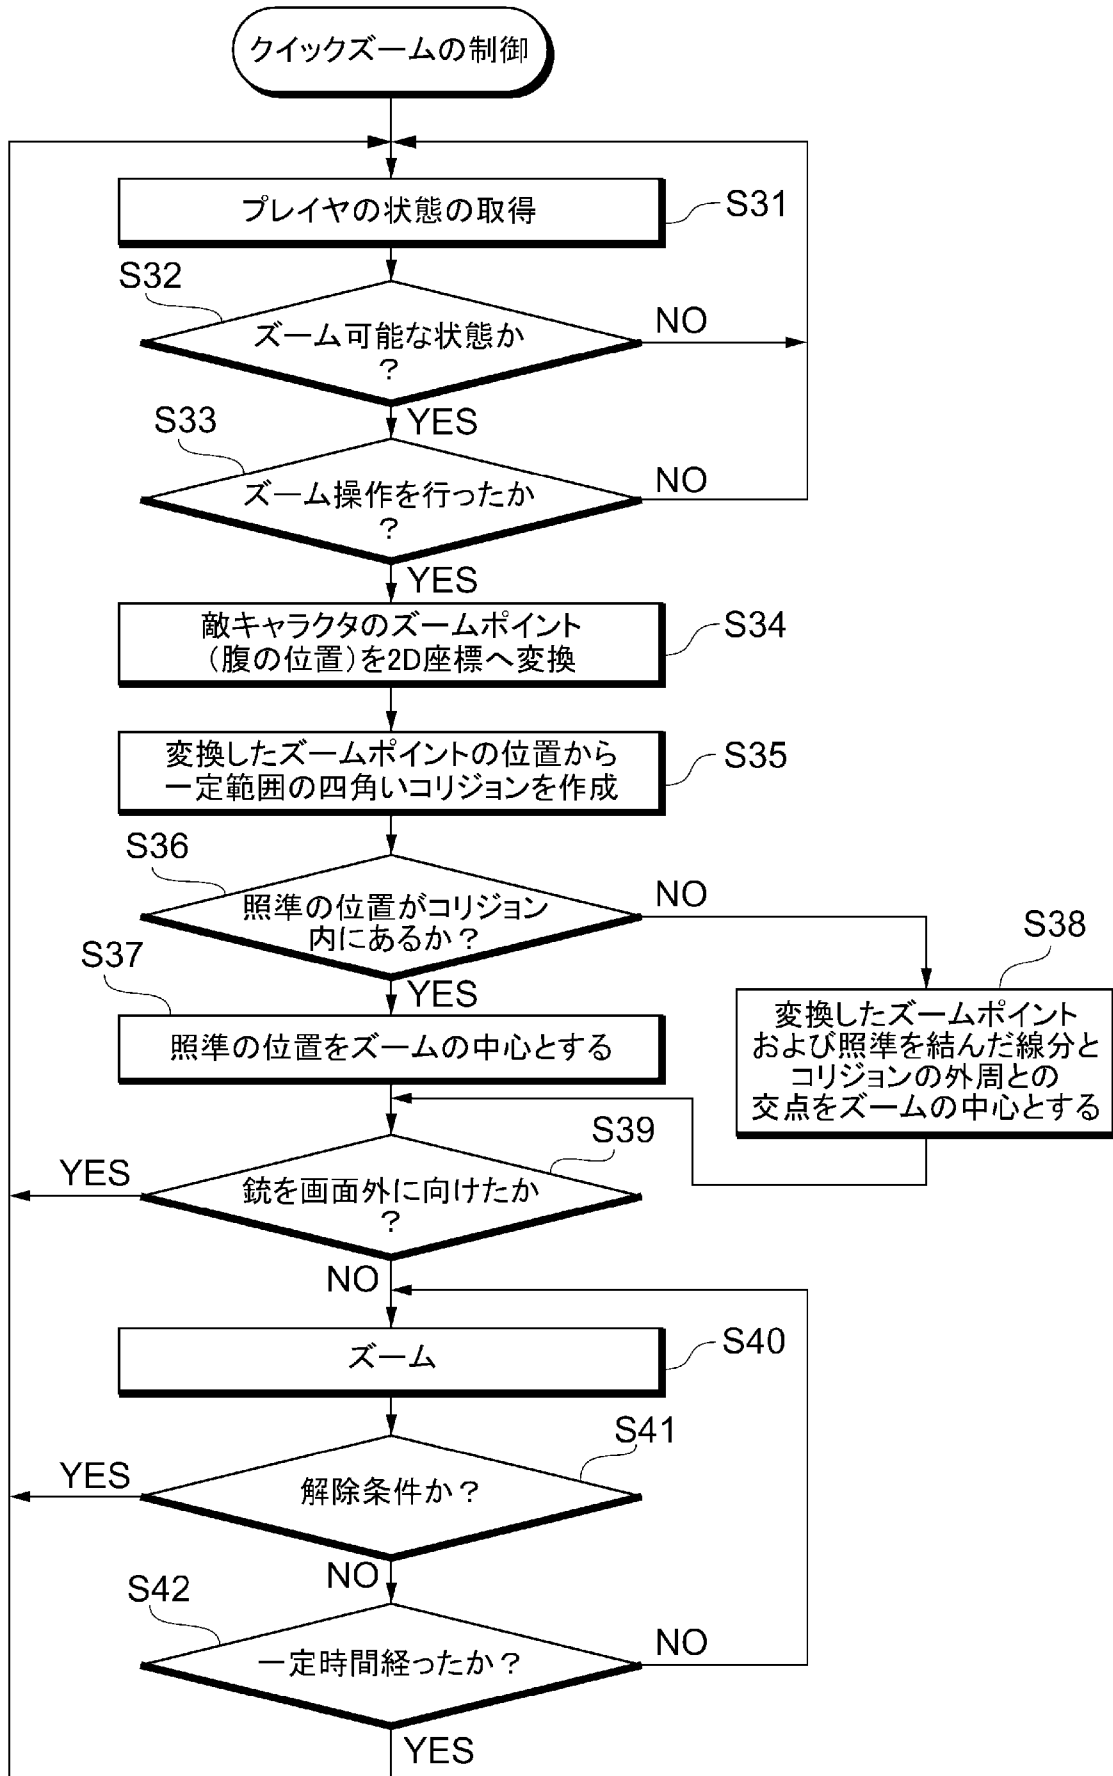 クイックズームの制御
プレイヤの状態の取得
S31
S32
ズーム可能な状態か
?
NO
YES
S33
ズーム操作を行ったか
?
NO
YES
敵キャラクタのズームポイント
(腹の位置)を2D座標へ変換
S34
変換したズームポイントの位置から
一定範囲の四角いコリジョンを作成
S35
S36
照準の位置がコリジョン
内にあるか?
NO
YES
S37
照準の位置をズームの中心とする
S38
変換したズームポイント
および照準を結んだ線分と
コリジョンの外周との
交点をズームの中心とする
S39
銃を画面外に向けたか
?
YES
NO
ズーム
S40
S41
解除条件か?
YES
NO
S42
一定時間経ったか?
NO
YES